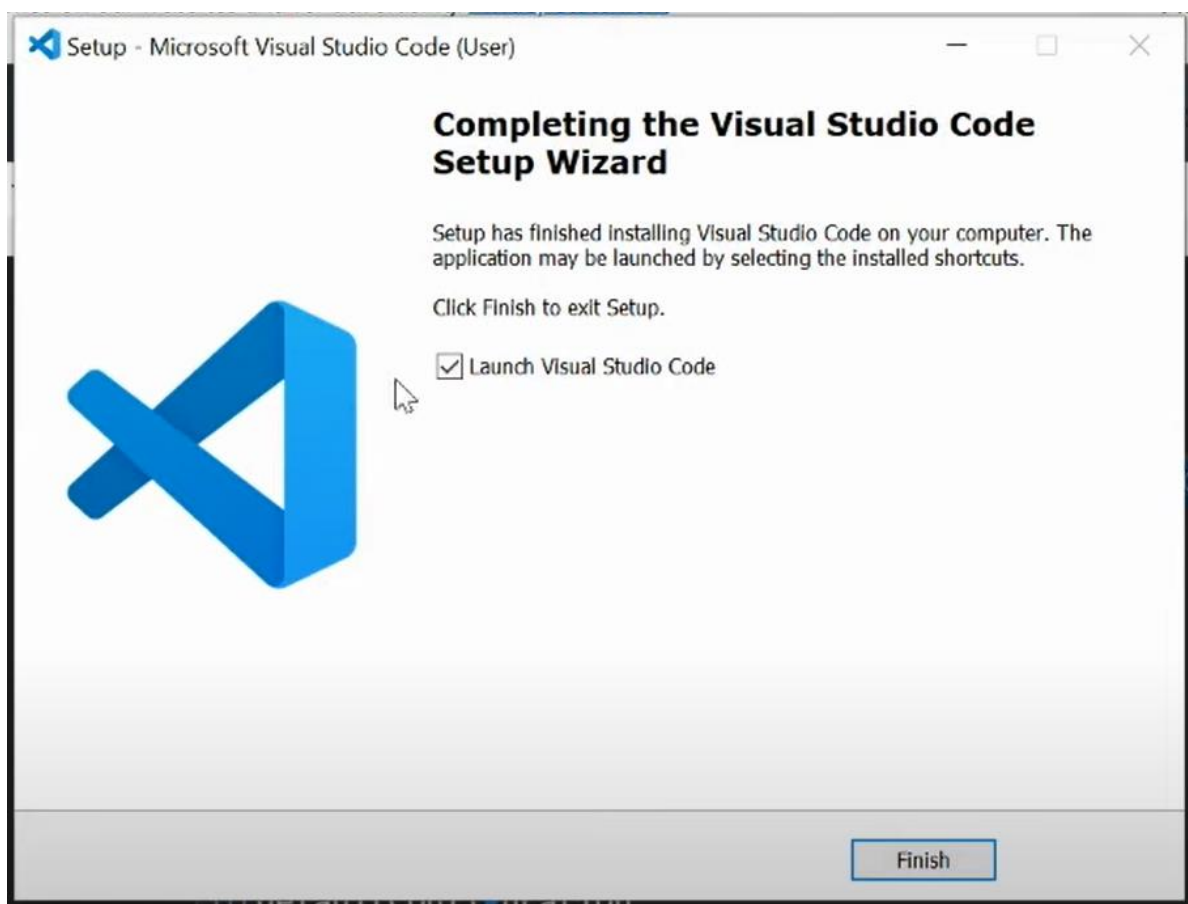 Setup - Microsoft Visual Studio Code (User)
Completing the Visual Studio Code
Setup Wizard
Setup has finished installing Visual Studio Code on your computer. The
application may be launched by selecting the installed shortcuts.
Click Finish to exit Setup.
Launch Visual Studio Code
Finish